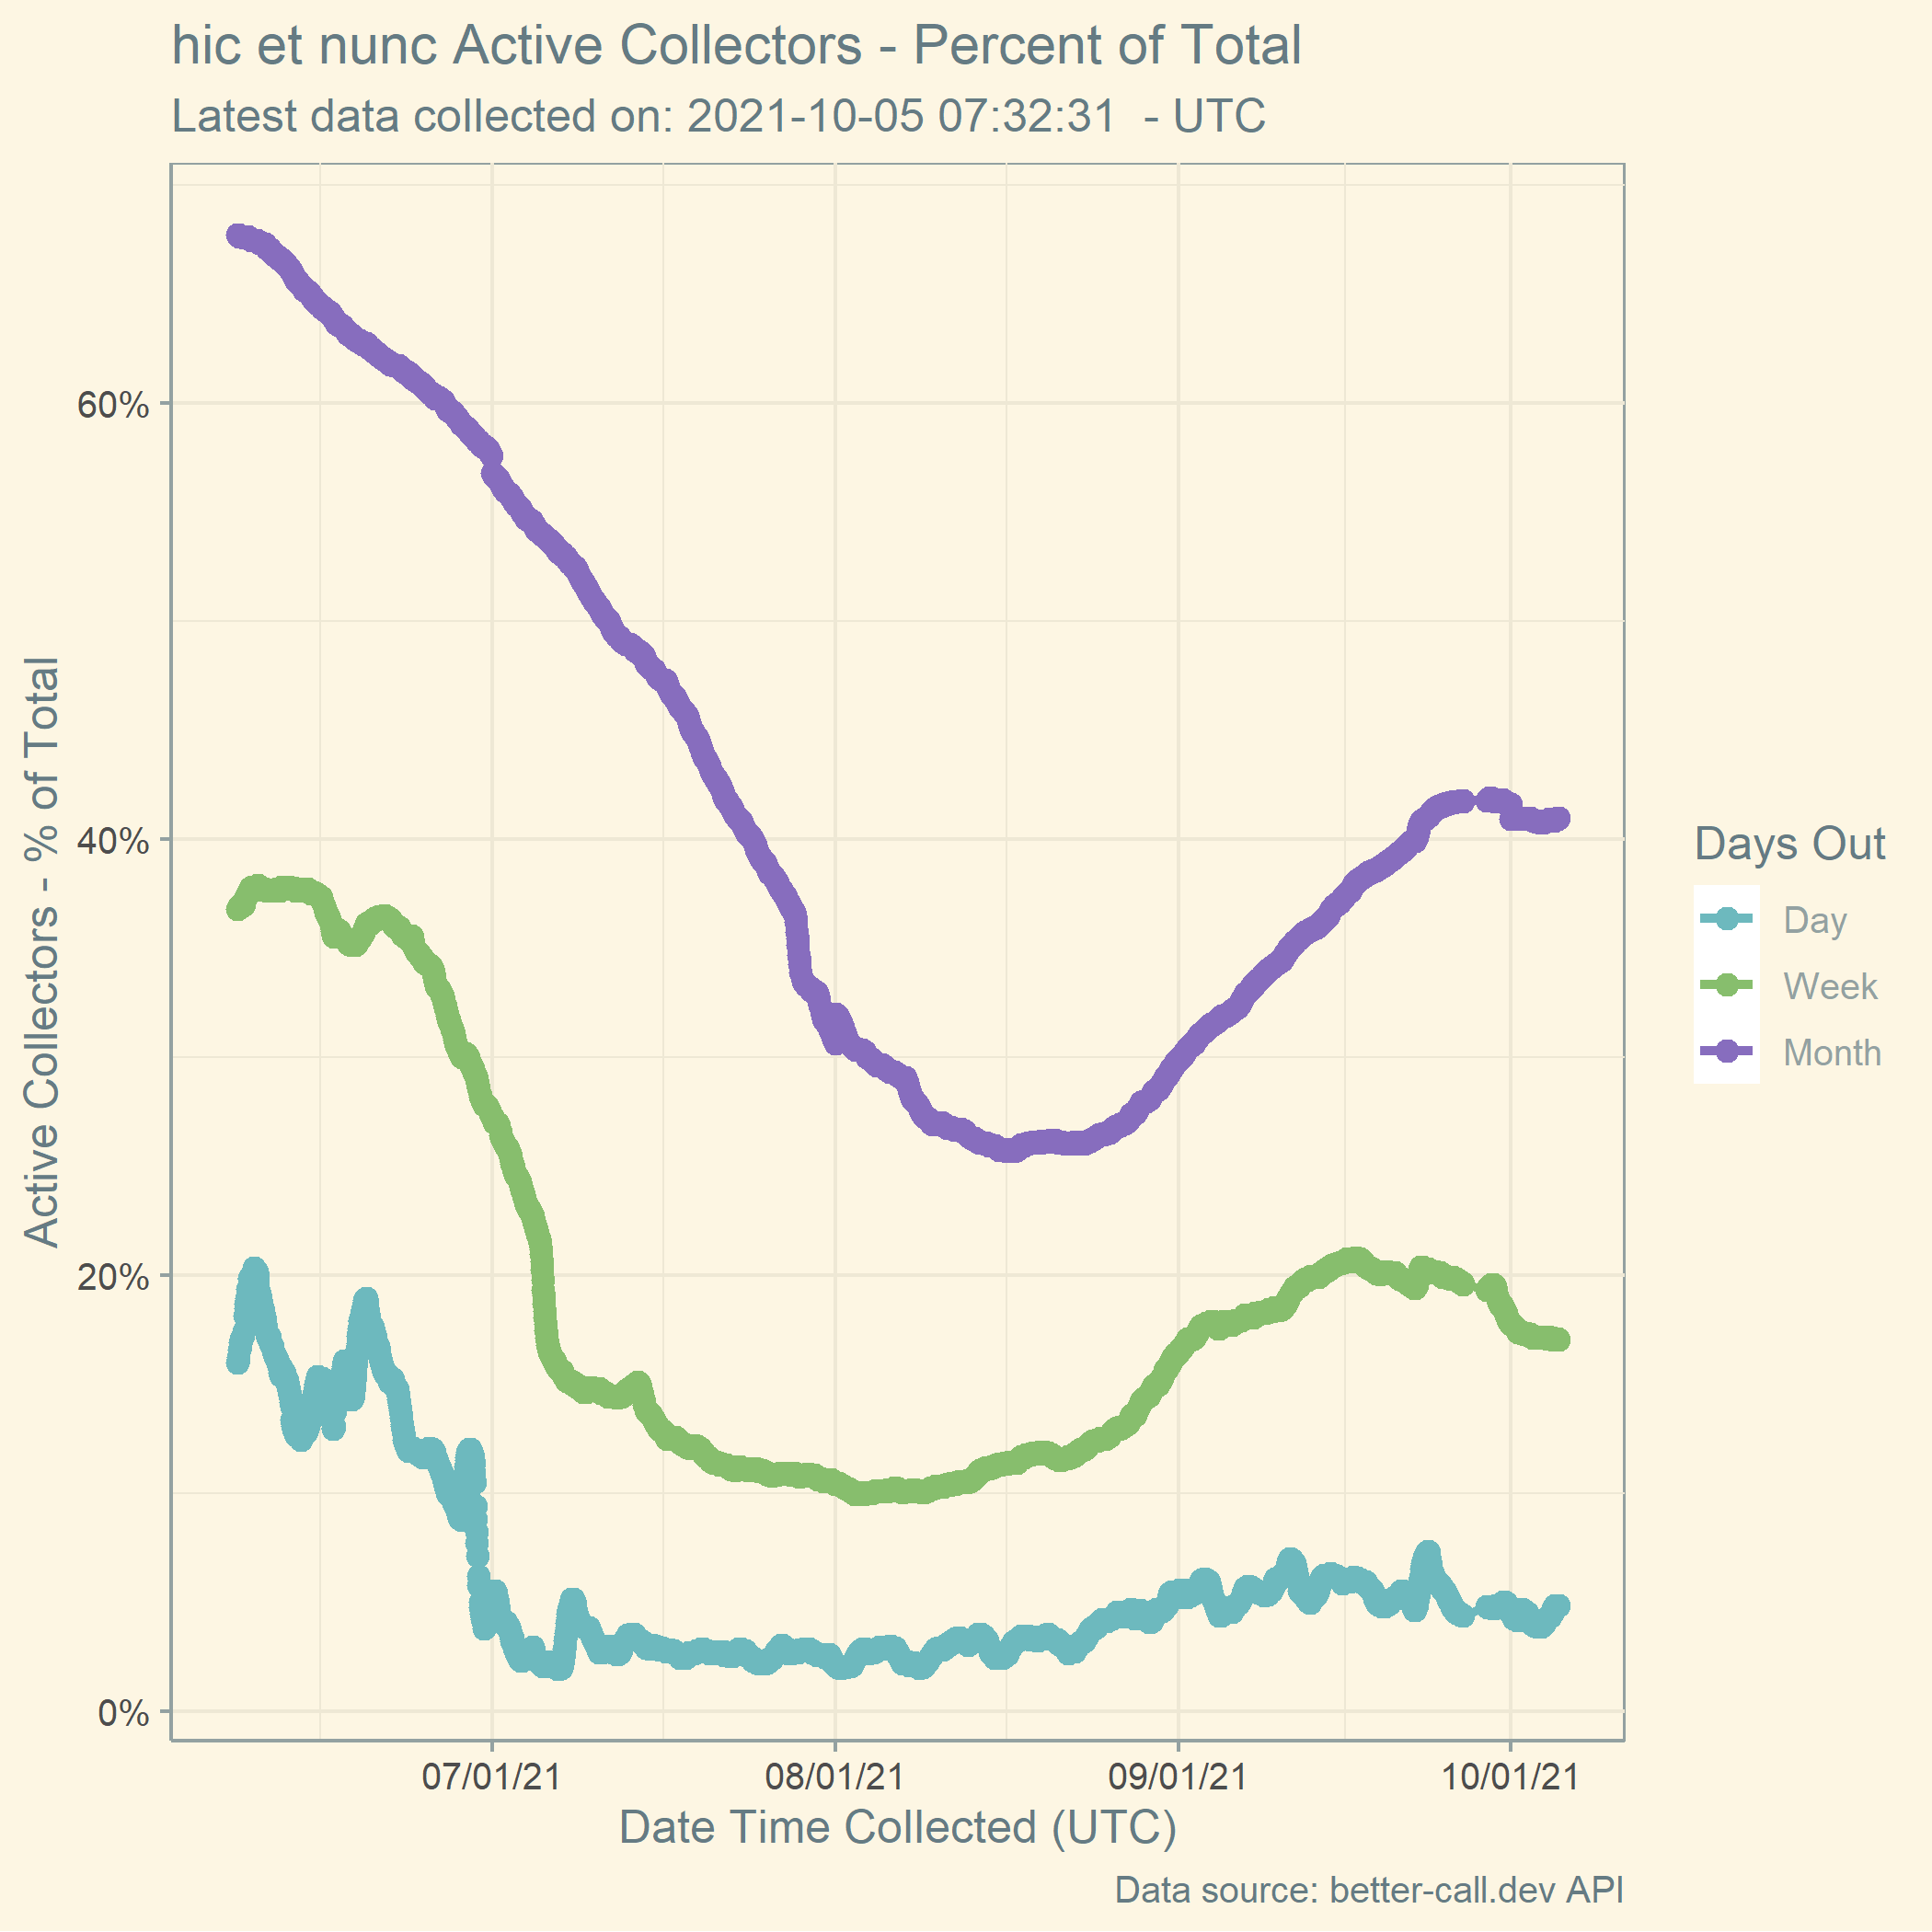 hic et nunc Active Collectors - Percent of Total
Latest data collected on: 2021-10-05 07:32:31  - UTC
Active Collectors - % of Total
60%
40%
20%
0%
07/01/21
08/01/21
09/01/21
10/01/21
Date Time Collected (UTC)
Days Out
Day
Week
Month
Data source: better-call.dev API